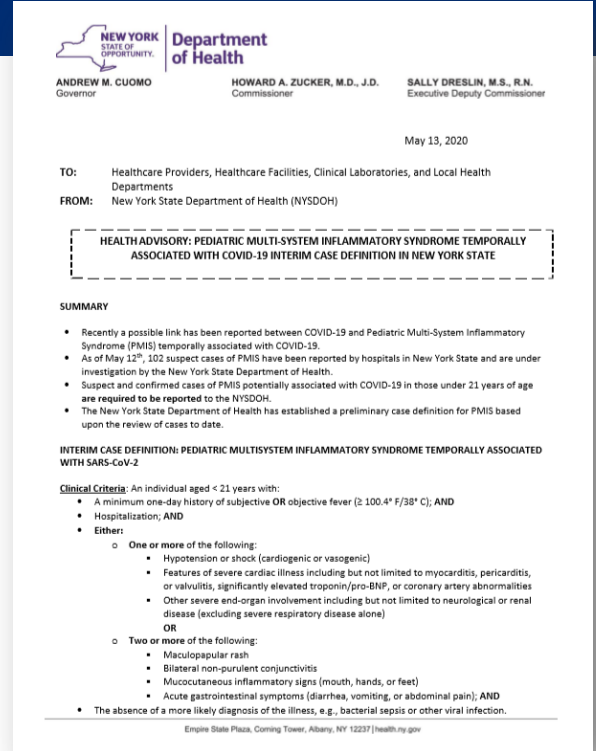 NEW YORK
STATE OF
OPPORTUNITY.
Department
of Health
ANDREW M. CUOMO
Governor
HOWARD A. ZUCKER, M.D., J.D.
Commissioner
SALLY DRESLIN, M.S., R.N.
Executive Deputy Commissioner
May 13, 2020
TO: Healthcare Providers, Healthcare Facilities, Clinical Laboratories, and Local Health
Departments
FROM: New York State Department of Health (NYSDOH)
HEALTH ADVISORY: PEDIATRIC MULTI-SYSTEM INFLAMMATORY SYNDROME TEMPORALLY
ASSOCIATED WITH COVID-19 INTERIM CASE DEFINITION IN NEW YORK STATE
SUMMARY
• Recently a possible link has been reported between COVID-19 and Pediatric Multi-System Inflammatory
Syndrome (PMIS) temporally associated with COVID-19.
• As of May 12th, 102 suspect cases of PMIS have been reported by hospitals in New York State and are under
investigation by the New York State Department of Health.
• Suspect and confirmed cases of PMIS potentially associated with COVID-19 in those under 21 years of age
are required to be reported to the NYSDOH.
• The New York State Department of Health has established a preliminary case definition for PMIS based
upon the review of cases to date.
INTERIM CASE DEFINITION: PEDIATRIC MULTISYSTEM INFLAMMATORY SYNDROME TEMPORALLY ASSOCIATED
WITH SARS-CoV-2
Clinical Criteria: An individual aged < 21 years with:
• A minimum one-day history of subjective OR objective fever (≥ 100.4° F/38° C); AND
• Hospitalization; AND
• Either:
o One or more of the following:
▪ Hypotension or shock (cardiogenic or vasogenic)
▪ Features of severe cardiac illness including but not limited to myocarditis, pericarditis,
or valvulitis, significantly elevated troponin/pro-BNP, or coronary artery abnormalities
▪ Other severe end-organ involvement including but not limited to neurological or renal
disease (excluding severe respiratory disease alone)
OR
o Two or more of the following:
▪ Maculopapular rash
▪ Bilateral non-purulent conjunctivitis
▪ Mucocutaneous inflammatory signs (mouth, hands, or feet)
▪ Acute gastrointestinal symptoms (diarrhea, vomiting, or abdominal pain); AND
• The absence of a more likely diagnosis of the illness, e.g., bacterial sepsis or other viral infection.
Empire State Plaza, Corning Tower, Albany, NY 12237 | health.ny.gov